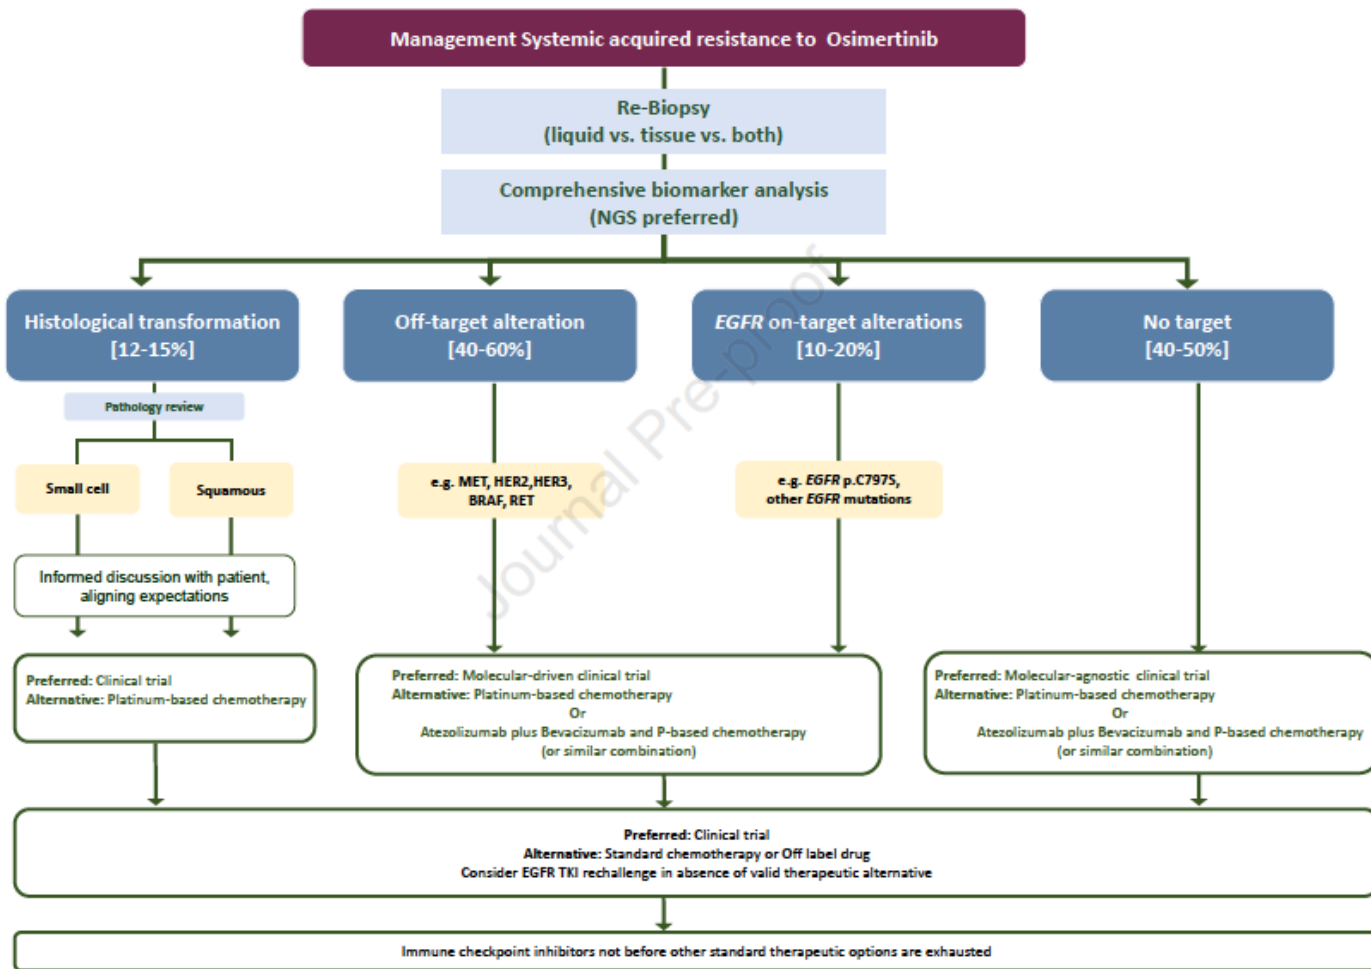 Management Systemic acquired resistance to Osimertinib
Re-Biopsy
(liquid vs. tissue vs. both)
Comprehensive biomarker analysis
(NGS preferred)
Histological transformation
[12-15%]
Off-target alteration
[40-60%]
EGFR on-target alterations
[10-20%]
No target
[40-50%]
Pathology review
Small cell
Squamous
e.g. MET, HER2,HER3,
BRAF, RET
e.g. EGFR p.C797S,
other EGFR mutations
Informed discussion with patient,
aligning expectations
Preferred: Clinical trial
Alternative: Platinum-based chemotherapy
Preferred: Molecular-driven clinical trial
Alternative: Platinum-based chemotherapy
Or
Atezolizumab plus Bevacizumab and P-based chemotherapy
(or similar combination)
Preferred: Molecular-agnostic clinical trial
Alternative: Platinum-based chemotherapy
Or
Atezolizumab plus Bevacizumab and P-based chemotherapy
(or similar combination)
Preferred: Clinical trial
Alternative: Standard chemotherapy or Off label drug
Consider EGFR TKI rechallenge in absence of valid therapeutic alternative
Immune checkpoint inhibitors not before other standard therapeutic options are exhausted
Journal Pre-proof